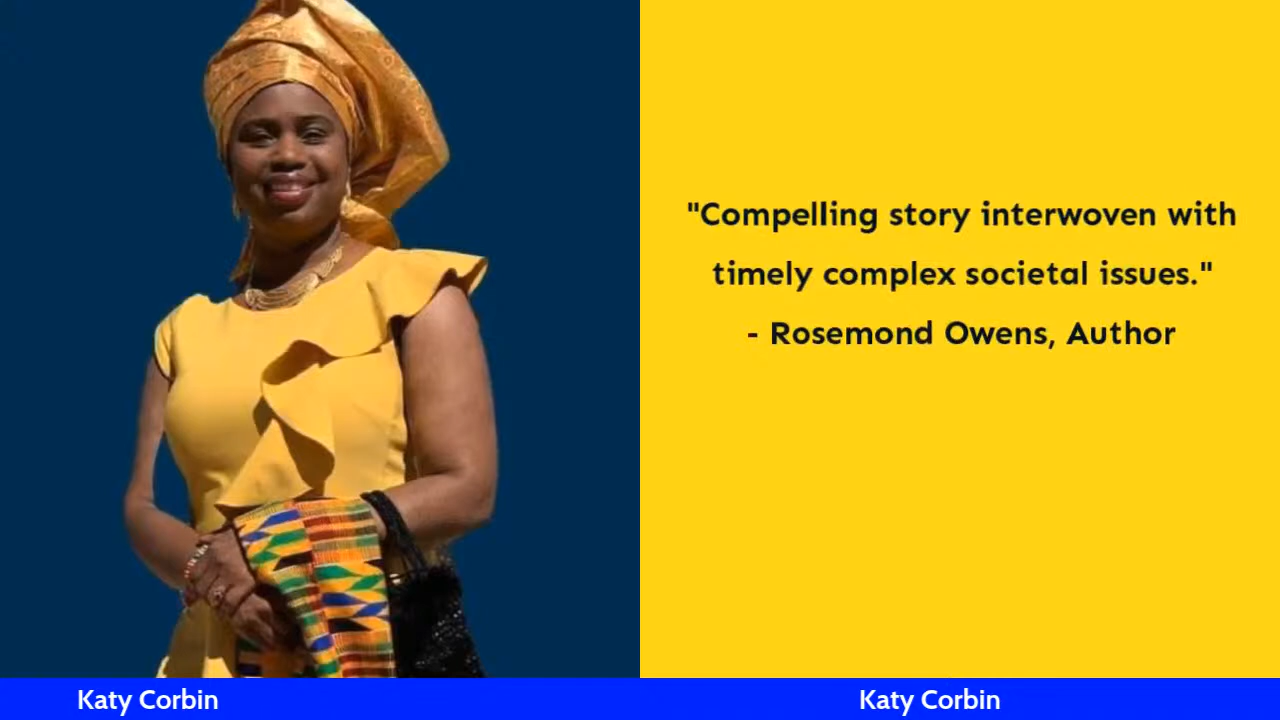 "Compelling story interwoven with
timely complex societal issues."
- Rosemond Owens, Author
Katy Corbin
Katy Corbin